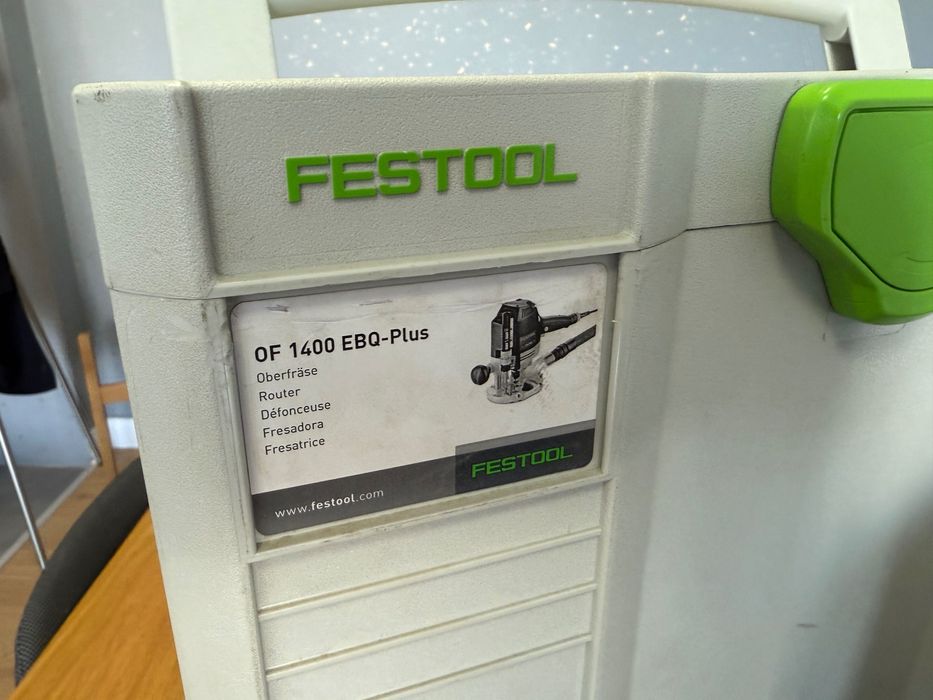 FESTOOL
OF 1400 EBQ-Plus
Oberfräse
Router
Défonceuse
Fresadora
Fresatrice
FESTOOL
www.festool.com